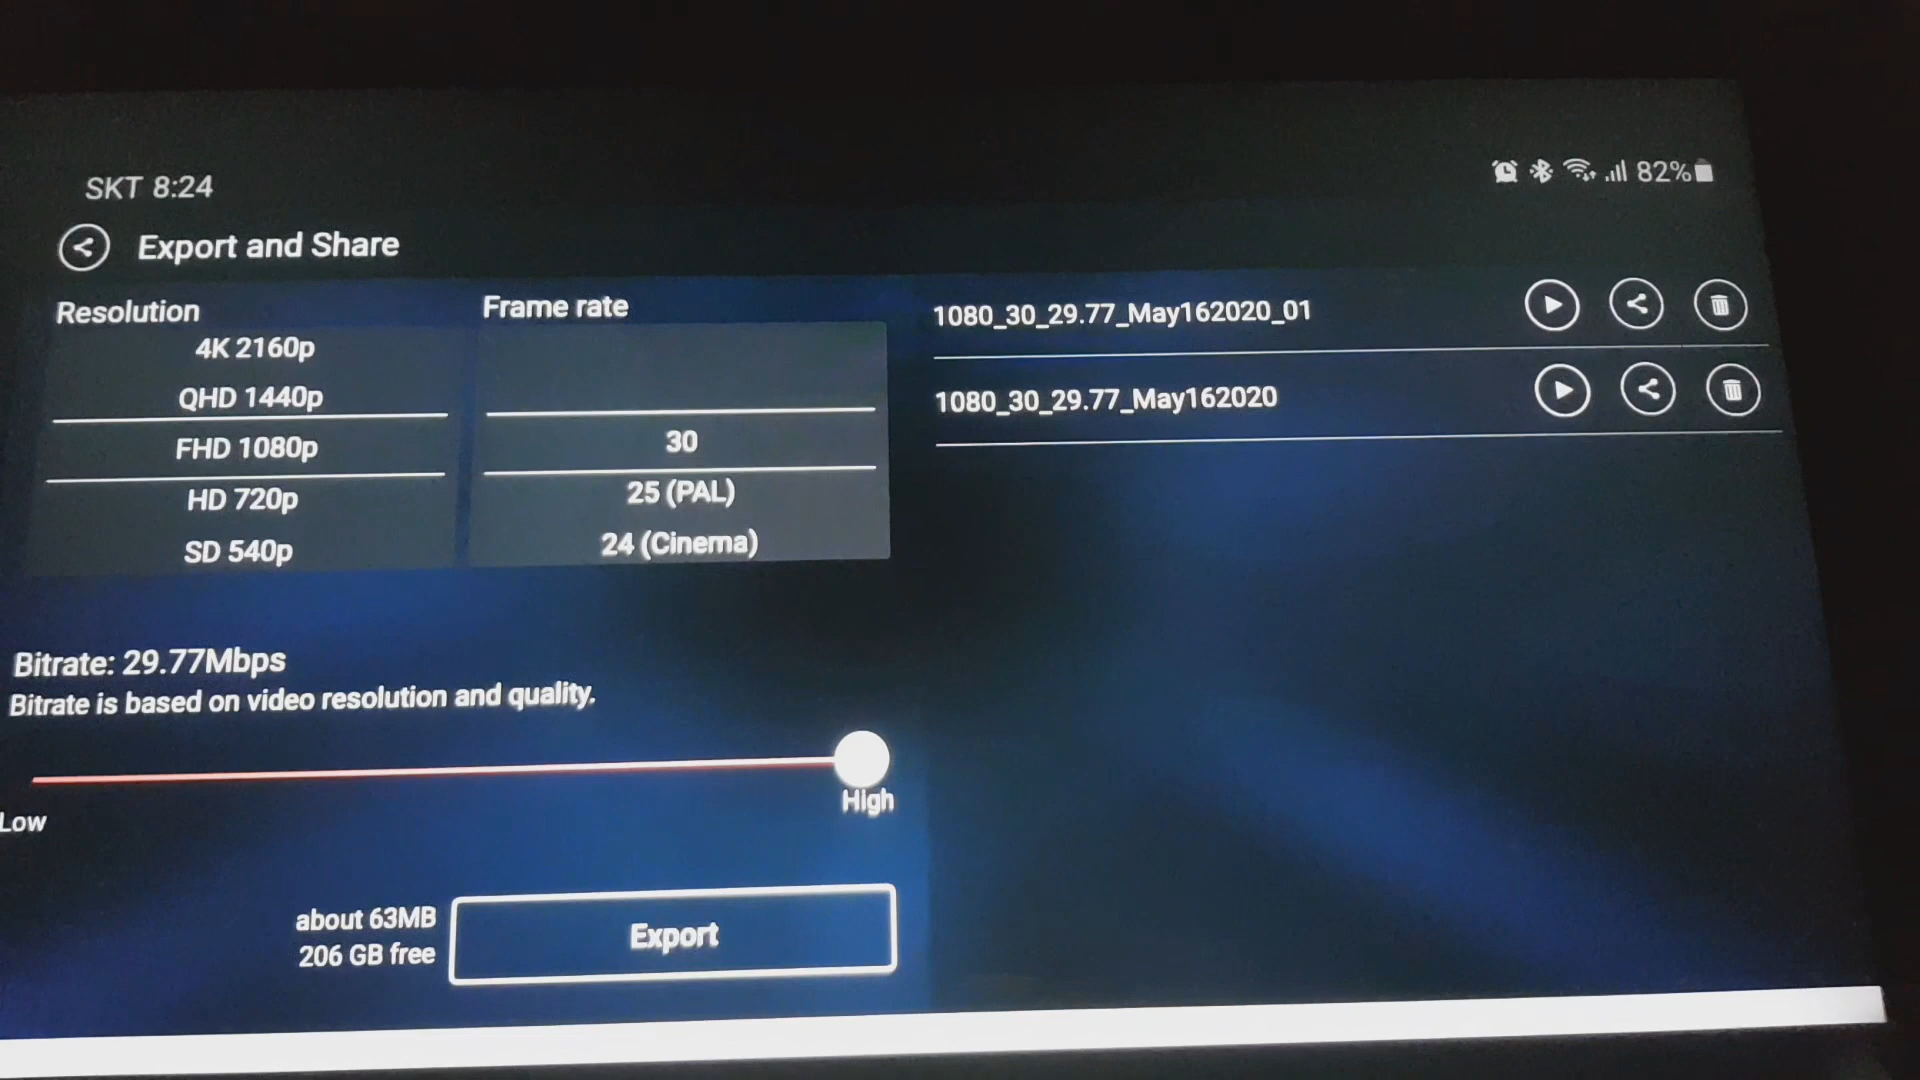 SKT 8:24
82%
Export and Share
Resolution
4K 2160p
QHD 1440p
FHD 1080p
HD 720p
SD 540p
Frame rate
30
25 (PAL)
24 (Cinema)
Bitrate: 29.77Mbps
Bitrate is based on video resolution and quality.
Low
High
about 63MB
206 GB free
Export
1080_30_29.77_May162020_01
1080_30_29.77_May162020